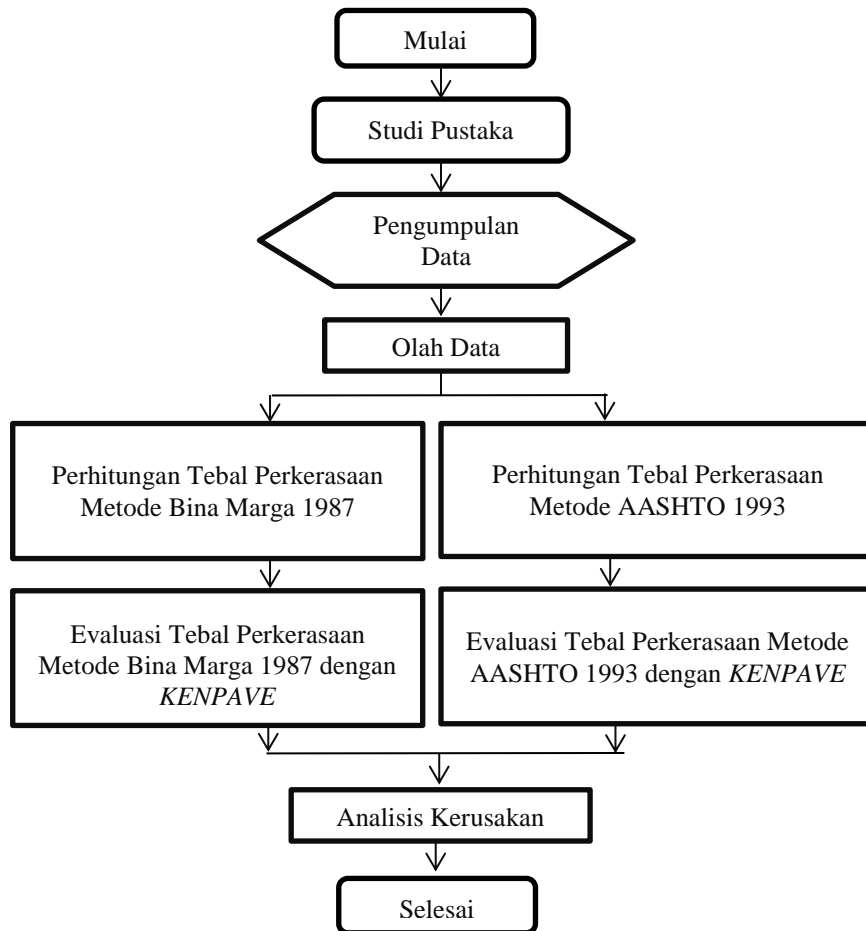 Mulai
Studi Pustaka
Pengumpulan
Data
Olah Data
Perhitungan Tebal Perkerasaan
Metode Bina Marga 1987
Perhitungan Tebal Perkerasaan
Metode AASHTO 1993
Evaluasi Tebal Perkerasaan
Metode Bina Marga 1987 dengan
KENPAVE
Evaluasi Tebal Perkerasaan Metode
AASHTO 1993 dengan KENPAVE
Analisis Kerusakan
Selesai